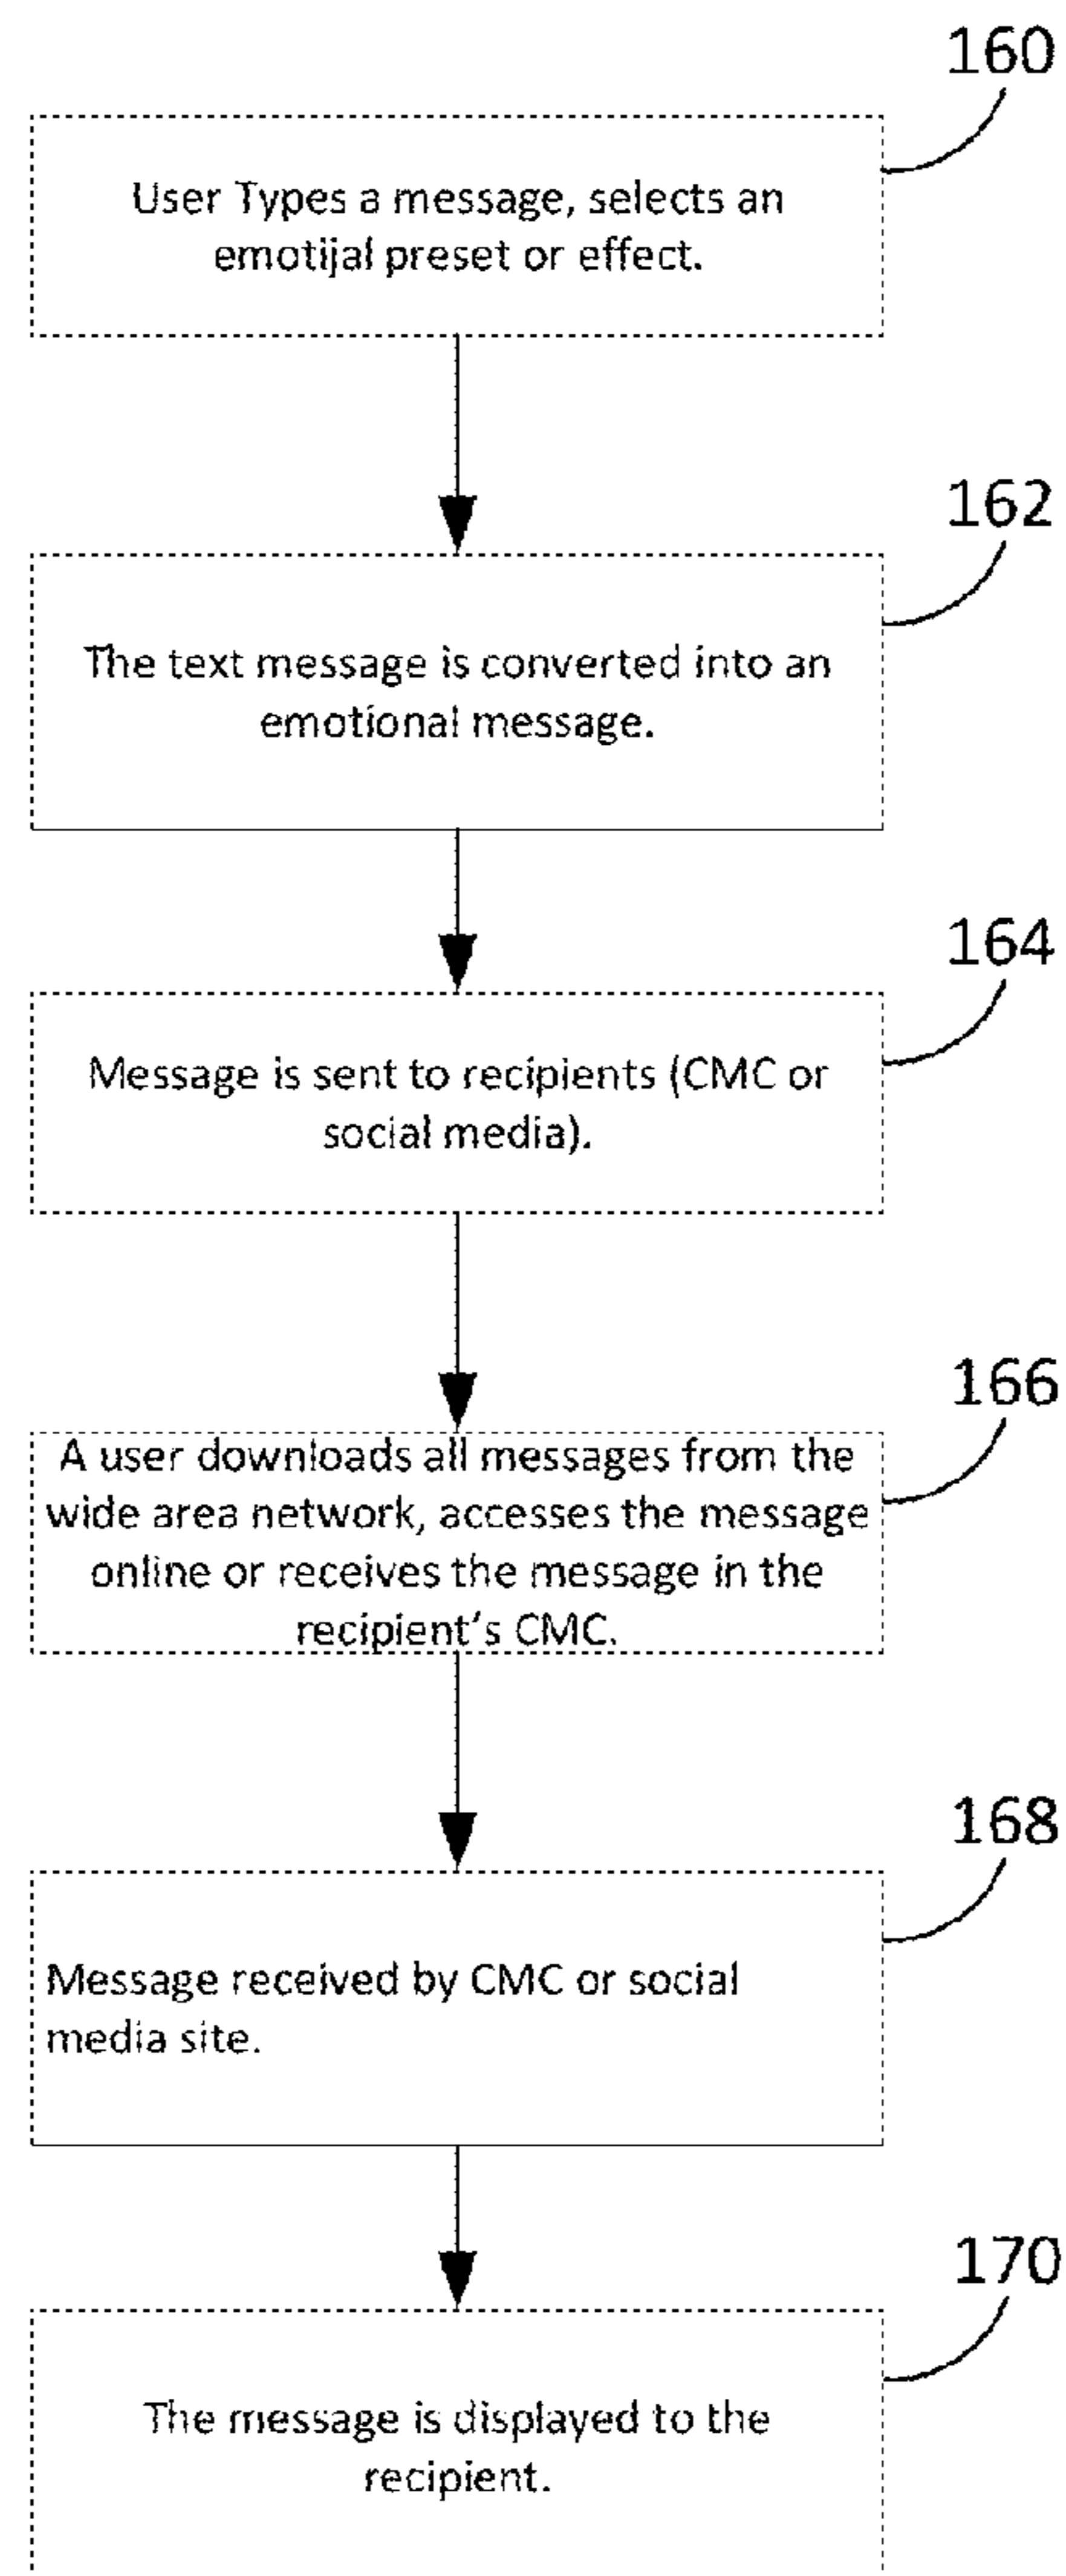 160
User Types a message, selects an
emotijal preset or effect.
162
The text message is converted into an
emotional message.
164
Message is sent to recipients (CMC or
social media).
166
A user downloads all messages from the
wide area network, accesses the message
online or receives the message in the
recipient's CMC.
168
Message received by CMC or social
media site.
170
The message is displayed to the
recipient.